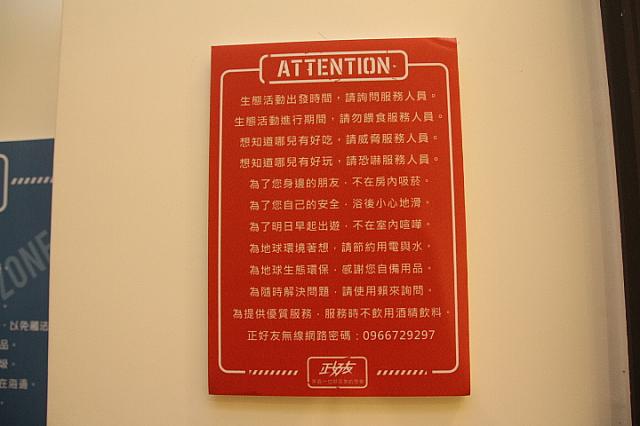 ATTENTION
生態活動出發時間，請詢問服務人員。
生態活動進行期間，請勿餵食服務人員。
想知道哪兒有好吃，請威脅服務人員。
想知道哪兒有好玩，請恐嚇服務人員。
為了您身邊的朋友，不在房內吸菸。
為了您自己的安全，浴後小心地滑。
為了明日早起出遊，不在室內喧嘩。
為地球環境著想，請節約用電與水。
為地球生態環保，感謝您自備用品。
為隨時解決問題，請使用賴來詢問。
為提供優質服務，服務時不飲用酒精飲料。
正好友無線網路密碼：0966729297
正好友
ZONE
，以免離
品。
圾。
在海邊。